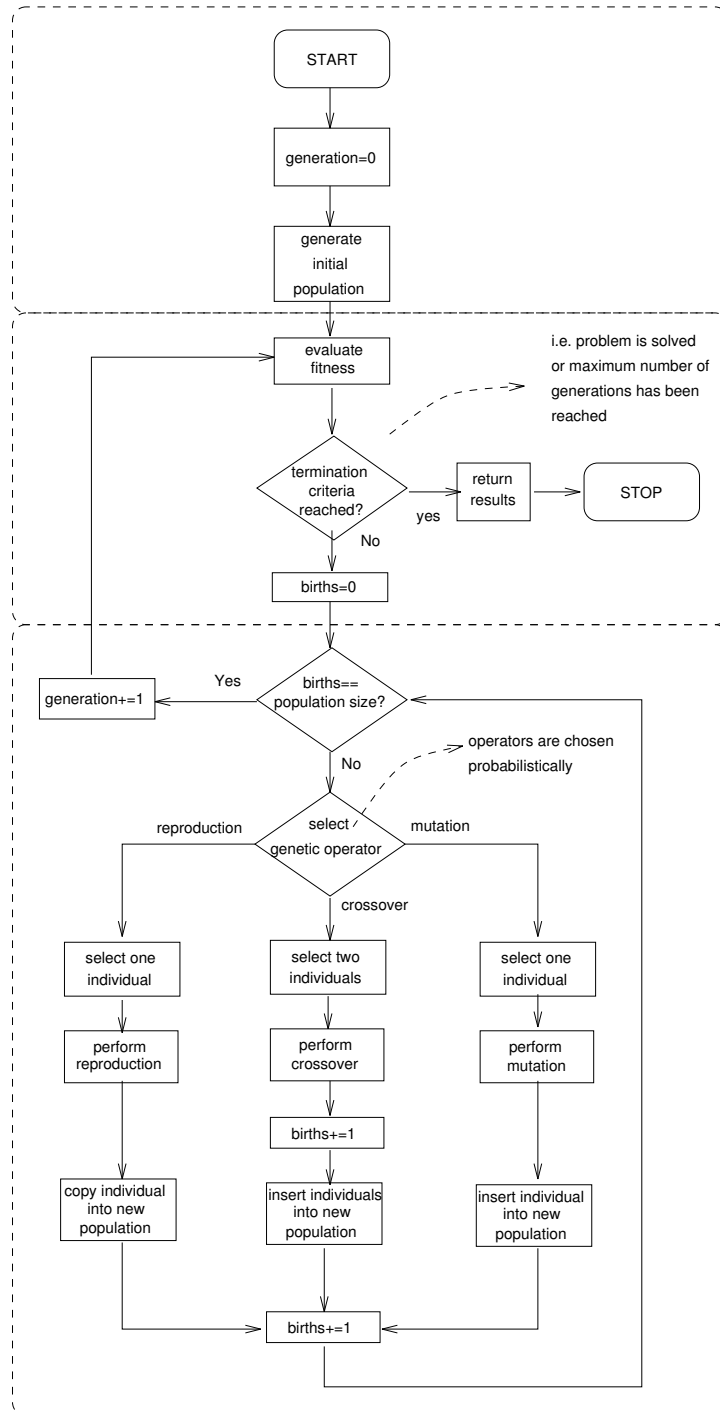 START
generation=0
generate
initial
population
evaluate
fitness
i.e. problem is solved
or maximum number of
generations has been
reached
termination
criteria
reached?
yes
return
results
STOP
No
births=0
births==
population size?
Yes
generation+=1
No
operators are chosen
probabilistically
select
genetic operator
reproduction
mutation
crossover
select one
individual
select two
individuals
select one
individual
perform
reproduction
perform
crossover
perform
mutation
births+=1
copy individual
into new
population
insert individuals
into new
population
insert individual
into new
population
births+=1